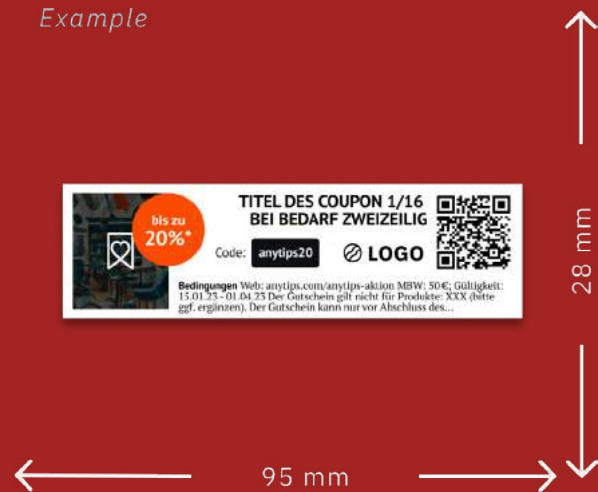 Example
bis zu
20%*
TITEL DES COUPON 1/16
BEI BEDARF ZWEIZEILIG
Code: anytips20
LOGO
Bedingungen Web: anytips.com/anytips-aktion MBW: 50€; Gültigkeit:
15.01.23 - 01.04.23 Der Gutschein gilt nicht für Produkte: XXX (bitte
ggf. ergänzen). Der Gutschein kann nur vor Abschluss des...
28 mm
95 mm